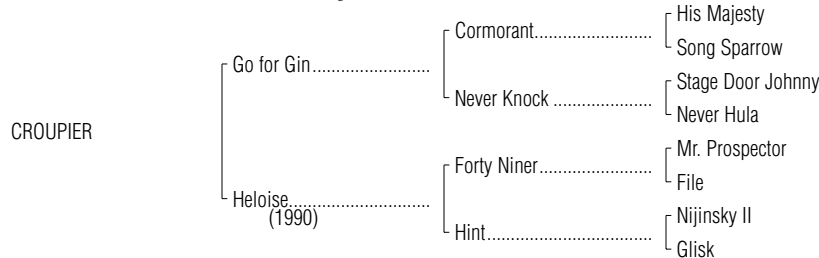 His Majesty
Cormorant..........................
Song Sparrow
Go for Gin..........................
Stage Door Johnny
Never Knock ......................
Never Hula
CROUPIER
Mr. Prospector
Forty Niner.........................
File
Heloise...............................
(1990)
Nijinsky II
Hint.....................................
Glisk